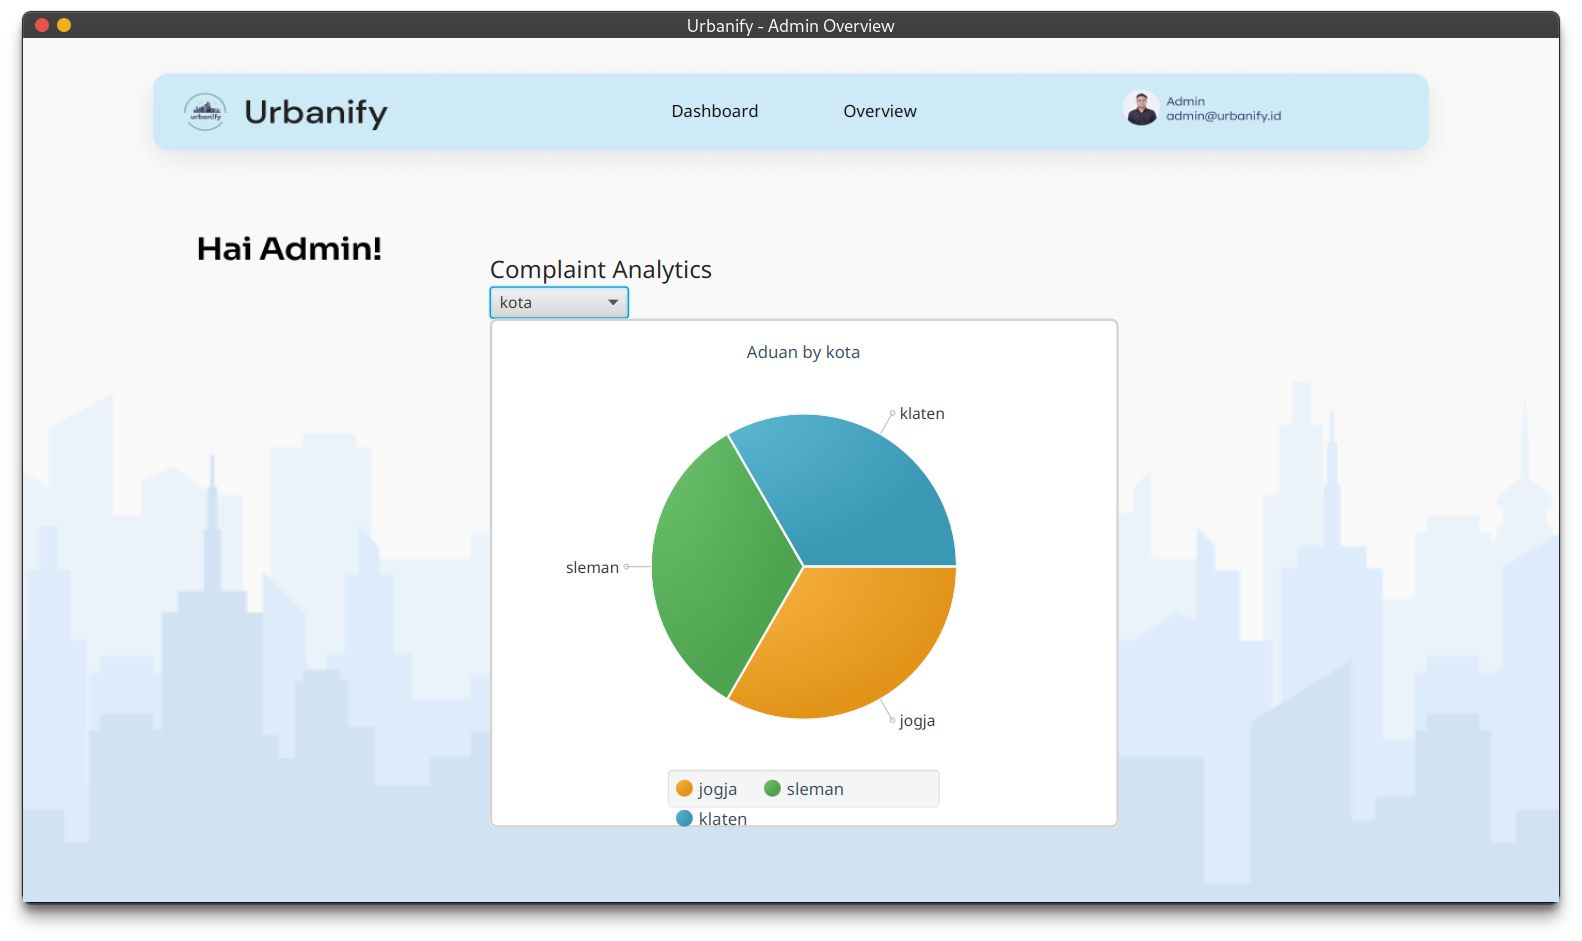 Urbanify - Admin Overview
urbanify
Urbanify
Dashboard
Overview
Admin
admin@urbanify.id
Hai Admin!
Complaint Analytics
kota
Aduan by kota
klaten
sleman
jogja
jogja sleman
klaten